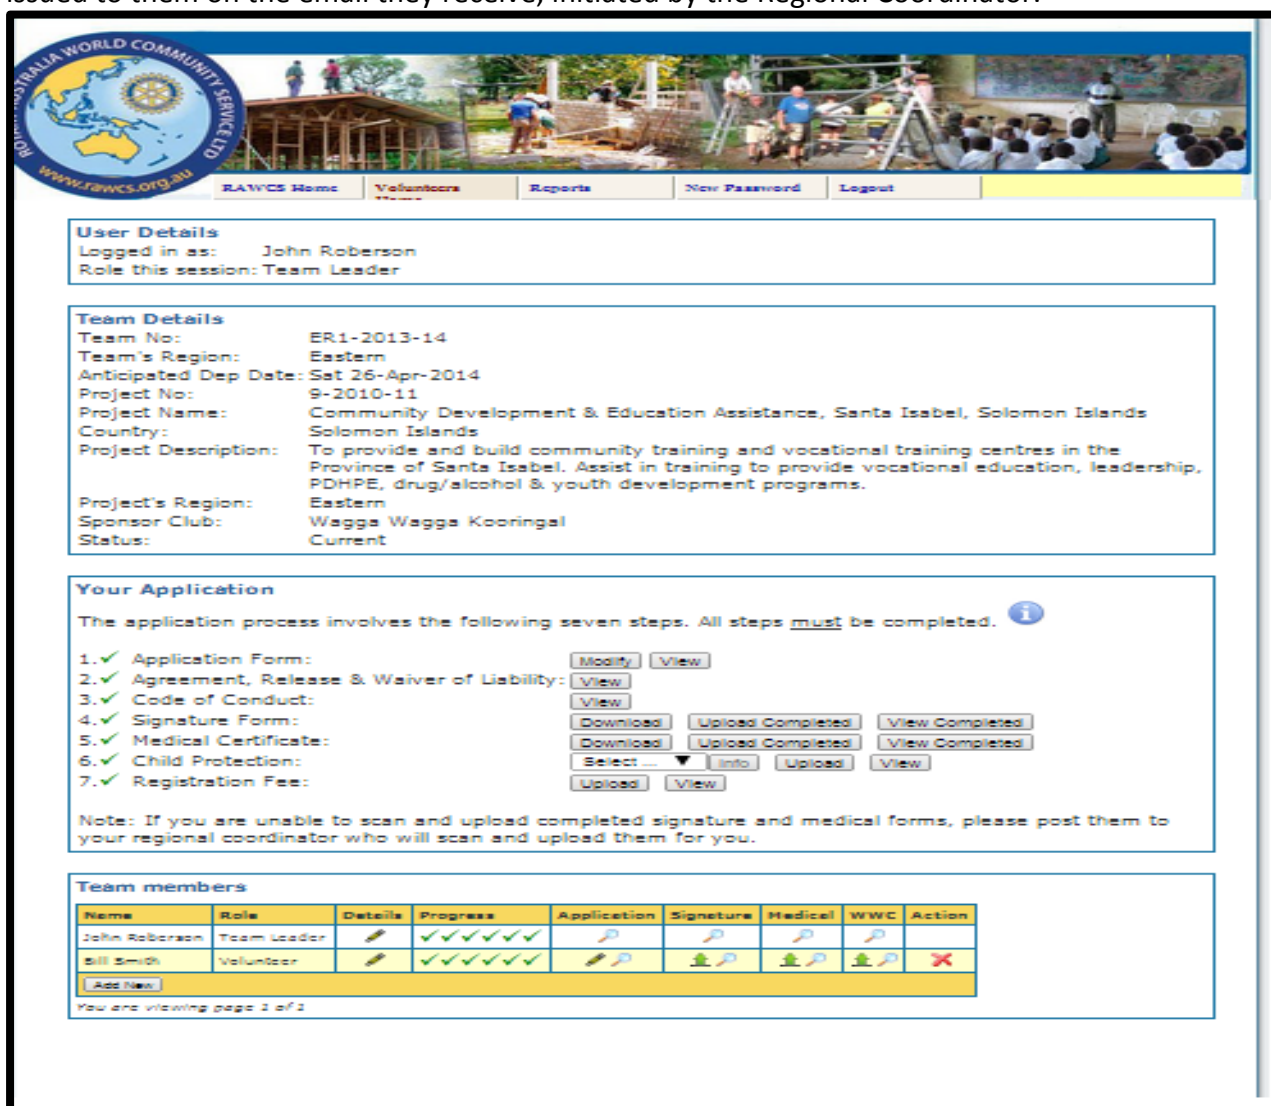 issued to them on the email they receive, initiated by the Regional Coordinator.
AUSTRALIA WORLD COMMUNITY SERVICE LTD
www.rawcs.org.au
RAWCS Home Volunteers Home Reports New Password Logout
User Details
Logged in as: John Roberson
Role this session: Team Leader
Team Details
Team No: ER1-2013-14
Team's Region: Eastern
Anticipated Dep Date: Sat 26-Apr-2014
Project No: 9-2010-11
Project Name: Community Development & Education Assistance, Santa Isabel, Solomon Islands
Country: Solomon Islands
Project Description: To provide and build community training and vocational training centres in the
Province of Santa Isabel. Assist in training to provide vocational education, leadership,
PDHPE, drug/alcohol & youth development programs.
Project's Region: Eastern
Sponsor Club: Wagga Wagga Kooringal
Status: Current
Your Application
The application process involves the following seven steps. All steps must be completed. i
1.✓ Application Form: Modify View
2.✓ Agreement, Release & Waiver of Liability: View
3.✓ Code of Conduct: View
4.✓ Signature Form: Download Upload Completed View Completed
5.✓ Medical Certificate: Download Upload Completed View Completed
6.✓ Child Protection: Select ... ▼ Info Upload View
7.✓ Registration Fee: Upload View
Note: If you are unable to scan and upload completed signature and medical forms, please post them to
your regional coordinator who will scan and upload them for you.
Team members
Name Role Details Progress Application Signature Medical WWC Action
John Roberson Team Leader ✓✓✓✓✓✓
Bill Smith Volunteer ✓✓✓✓✓✓
Add New
You are viewing page 1 of 1